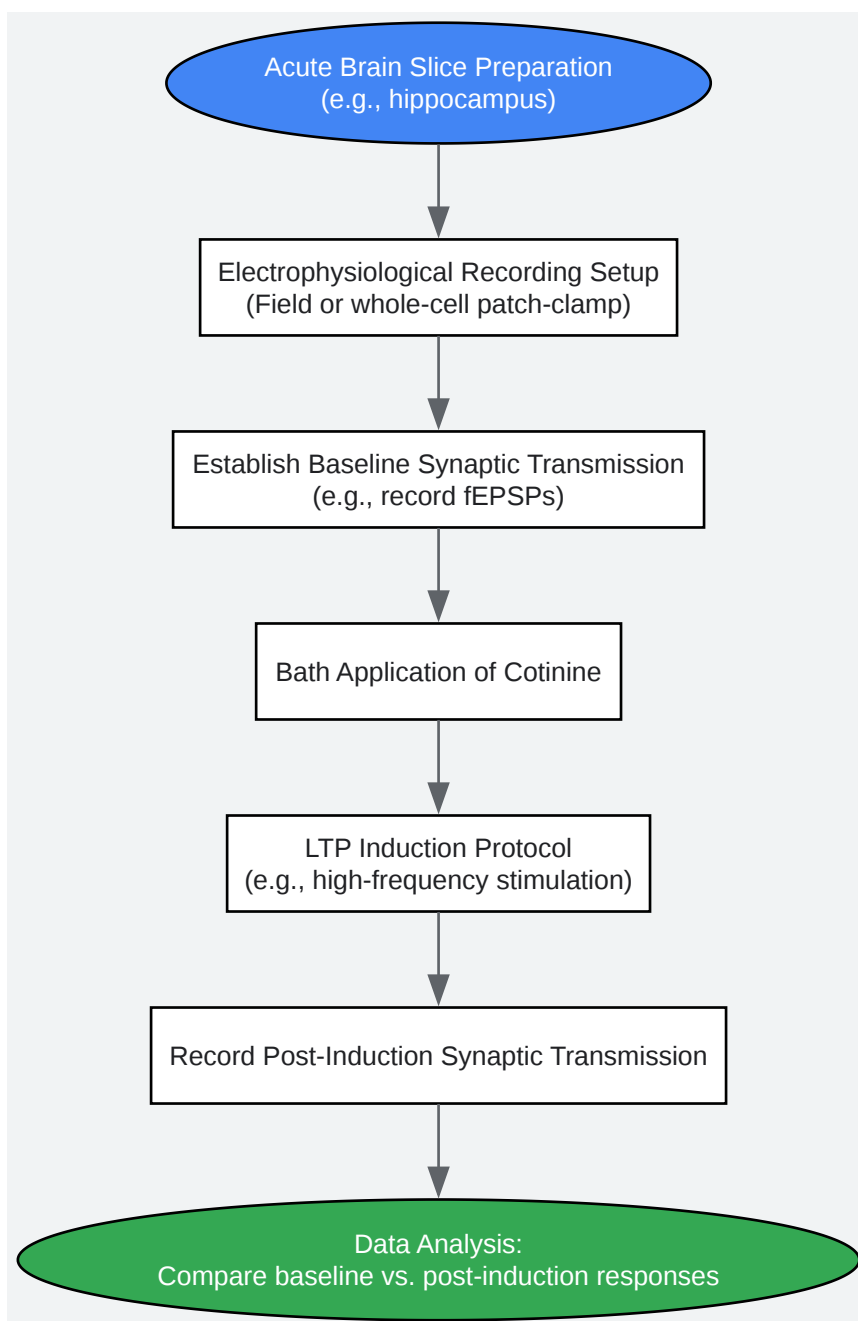 Acute Brain Slice Preparation
(e.g., hippocampus)
Electrophysiological Recording Setup
(Field or whole-cell patch-clamp)
Establish Baseline Synaptic Transmission
(e.g., record fEPSPs)
Bath Application of Cotinine
LTP Induction Protocol
(e.g., high-frequency stimulation)
Record Post-Induction Synaptic Transmission
Data Analysis:
Compare baseline vs. post-induction responses